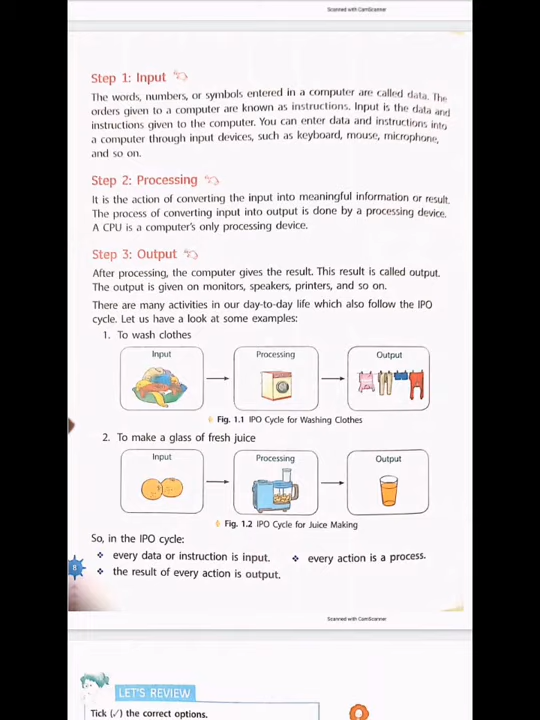 Scanned with CamScanner
Step 1: Input
The words, numbers, or symbols entered in a computer are called data. The
orders given to a computer are known as instructions. Input is the data and
instructions given to the computer. You can enter data and instructions into
a computer through input devices, such as keyboard, mouse, microphone,
and so on.
Step 2: Processing
It is the action of converting the input into meaningful information or result.
The process of converting input into output is done by a processing device.
A CPU is a computer's only processing device.
Step 3: Output
After processing, the computer gives the result. This result is called output.
The output is given on monitors, speakers, printers, and so on.
There are many activities in our day-to-day life which also follow the IPO
cycle. Let us have a look at some examples:
1. To wash clothes
Input Processing Output
Fig. 1.1 IPO Cycle for Washing Clothes
2. To make a glass of fresh juice
Input Processing Output
Fig. 1.2 IPO Cycle for Juice Making
So, in the IPO cycle:
❖ every data or instruction is input. ❖ every action is a process.
❖ the result of every action is output.
8
Scanned with CamScanner
LET'S REVIEW
Tick (✓) the correct options.